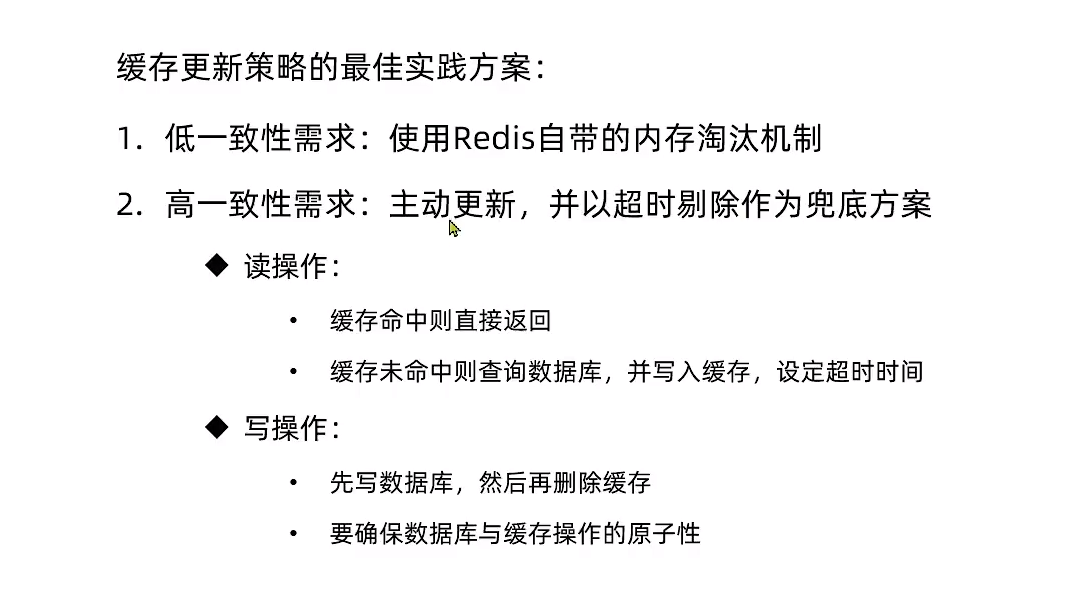 缓存更新策略的最佳实践方案：
1. 低一致性需求：使用Redis自带的内存淘汰机制
2. 高一致性需求：主动更新，并以超时剔除作为兜底方案
◆ 读操作：
• 缓存命中则直接返回
• 缓存未命中则查询数据库，并写入缓存，设定超时时间
◆ 写操作：
• 先写数据库，然后再删除缓存
• 要确保数据库与缓存操作的原子性